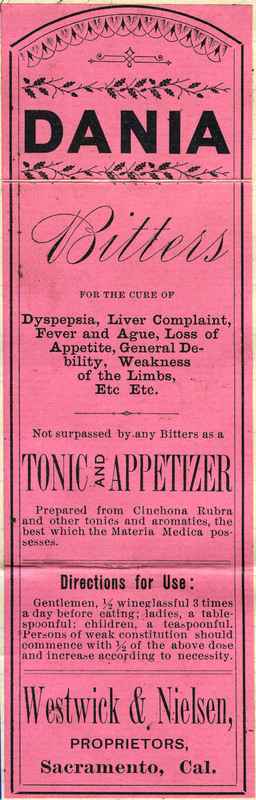 DANIA
Bitters
FOR THE CURE OF
Dyspepsia, Liver Complaint,
Fever and Ague, Loss of
Appetite, General De-
bility, Weakness
of the Limbs,
Etc Etc.
Not surpassed by any Bitters as a
TONIC AND APPETIZER
Prepared from Cinchona Rubra
and other tonics and aromatics, the
best which the Materia Medica pos-
sesses.
Directions for Use:
Gentlemen, ½ wineglassful 3 times
a day before eating; ladies, a table-
spoonful; children, a teaspoonful.
Persons of weak constitution should
commence with ½ of the above dose
and increase according to necessity.
Westwick & Nielsen,
PROPRIETORS,
Sacramento, Cal.